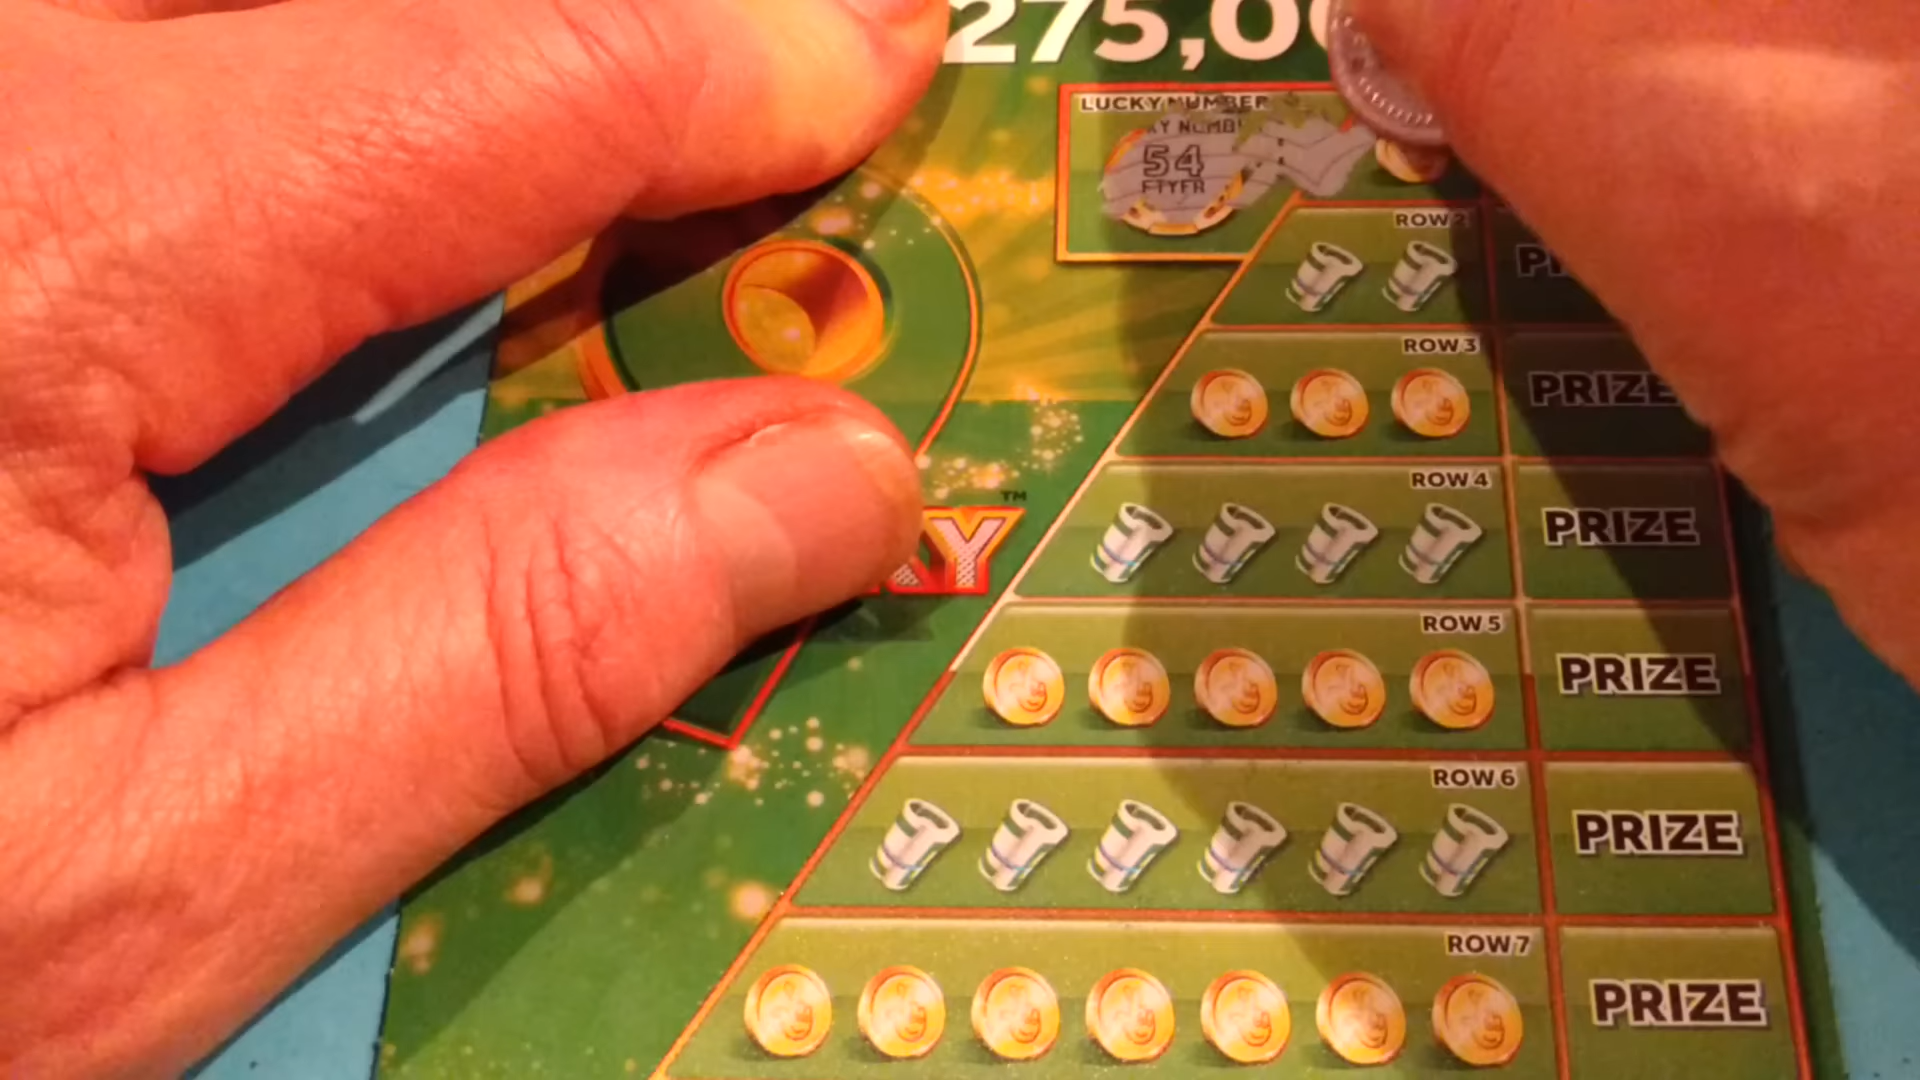 275,0
LUCKY NUMBER
54
ROW 2
ROW 3
PRIZE
ROW 4
PRIZE
™
ROW 5
PRIZE
ROW 6
PRIZE
ROW 7
PRIZE